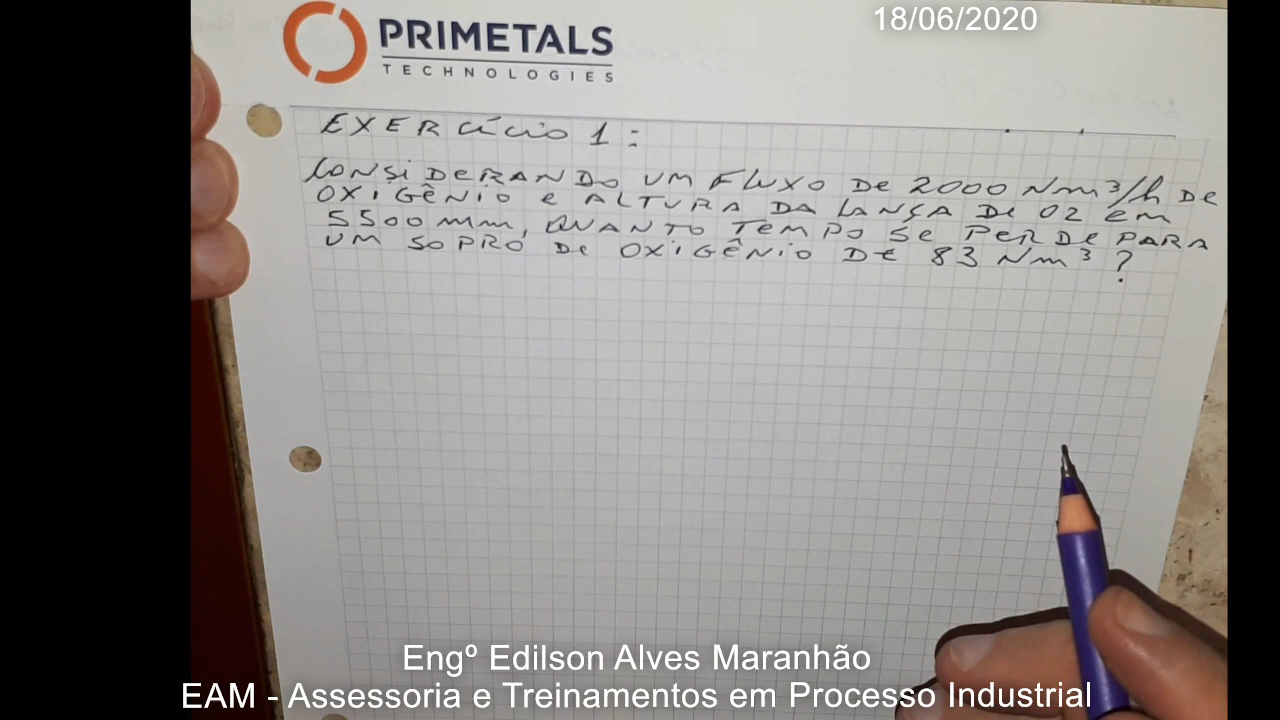 18/06/2020
PRIMETALS
TECHNOLOGIES
EXERCÍCIO 1:
CONSIDERANDO UM FLUXO DE 2000 Nm³/h DE
OXIGÊNIO E ALTURA DA LANÇA DE O2 EM
5500 mm, QUANTO TEMPO SE PERDE PARA
UM SOPRO DE OXIGÊNIO DE 83 Nm³?
Engº Edilson Alves Maranhão
EAM - Assessoria e Treinamentos em Processo Industrial